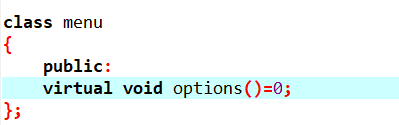 class menu
{
    public:
    virtual void options()=0;
};